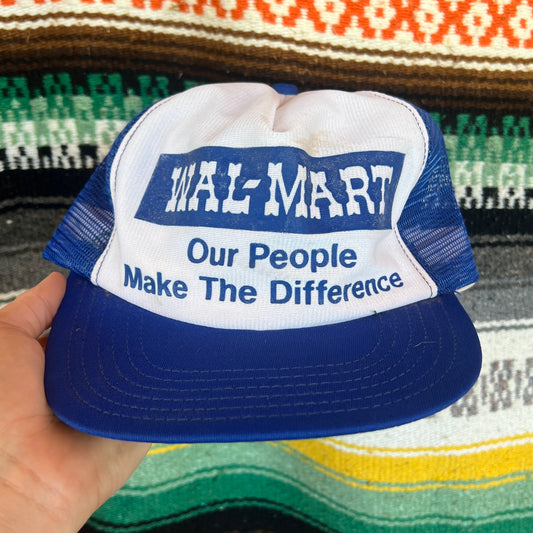 WAL-MART
Our People
Make The Difference